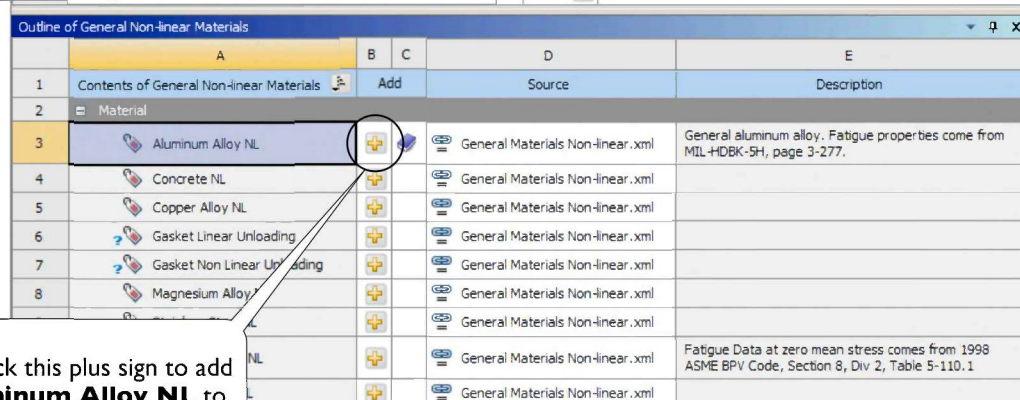 Outline of General Non-linear Materials
A B C D E
1 Contents of General Non-linear Materials Add Source Description
2 Material
3 Aluminum Alloy NL General Materials Non-linear.xml General aluminum alloy. Fatigue properties come from
MIL-HDBK-5H, page 3-277.
4 Concrete NL General Materials Non-linear.xml
5 Copper Alloy NL General Materials Non-linear.xml
6 ? Gasket Linear Unloading General Materials Non-linear.xml
7 ? Gasket Non Linear Unloading General Materials Non-linear.xml
8 Magnesium Alloy General Materials Non-linear.xml
General Materials Non-linear.xml
NL General Materials Non-linear.xml Fatigue Data at zero mean stress comes from 1998
ASME BPV Code, Section 8, Div 2, Table 5-110.1
General Materials Non-linear.xml
ck this plus sign to add
minum Alloy NL to